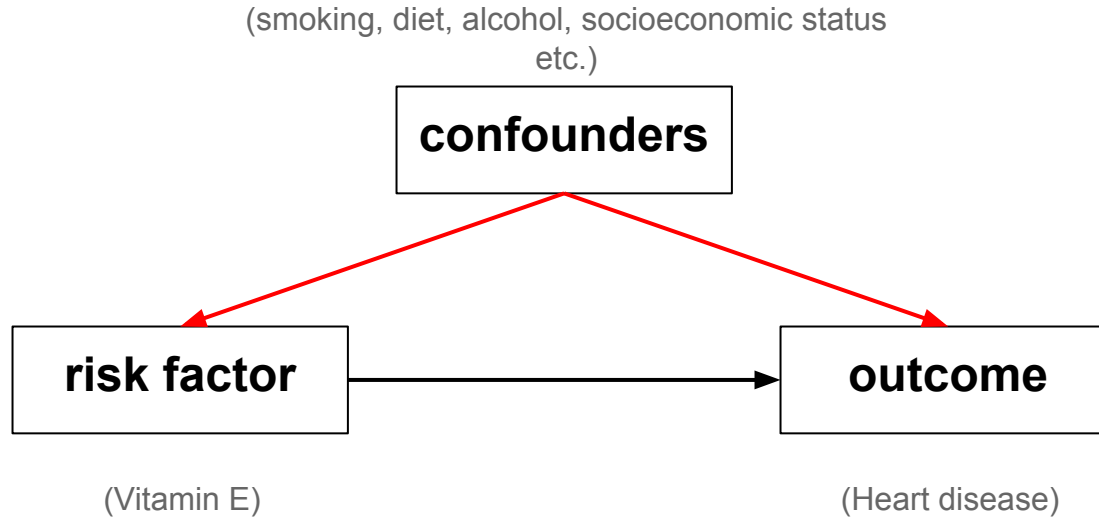 (smoking, diet, alcohol, socioeconomic status
etc.)
confounders
risk factor
outcome
(Vitamin E)
(Heart disease)